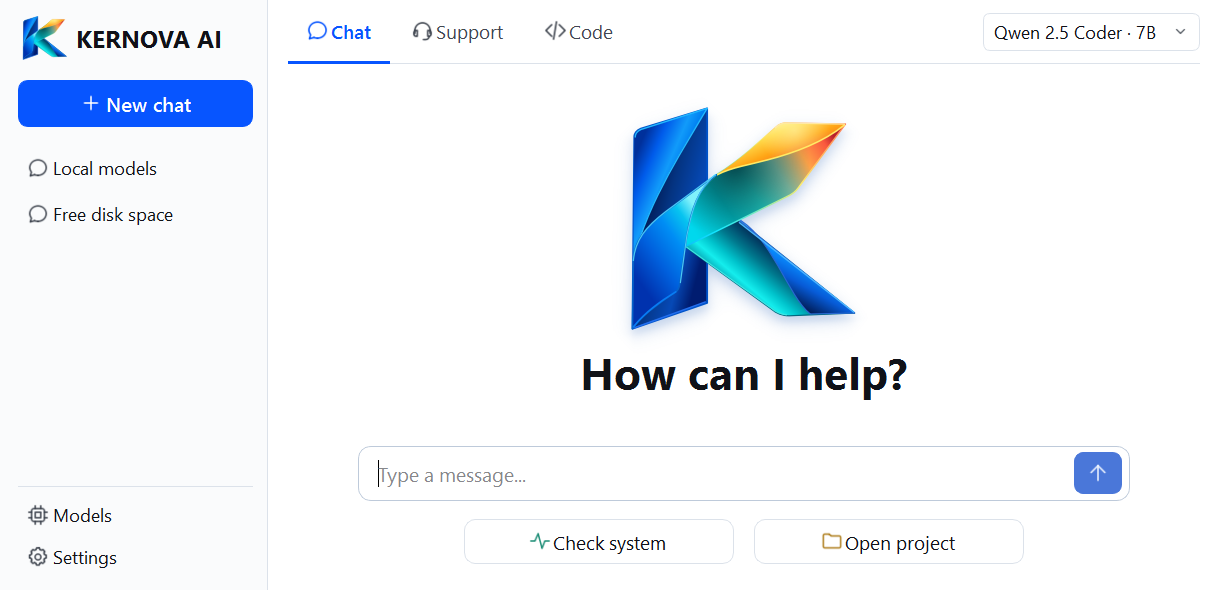 KERNOVA AI
New chat
Local models
Free disk space
Models
Settings
Chat
Support
Code
Qwen 2.5 Coder · 7B
How can I help?
Type a message...
Check system
Open project